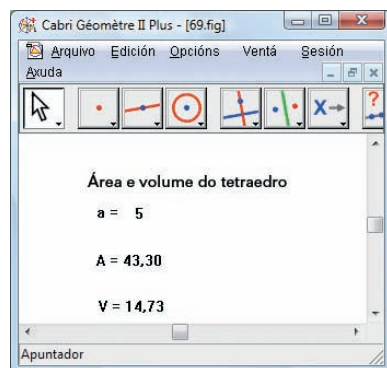 Cabri Géomètre II Plus - [69.fig]
Arquivo Edición Opcións Ventá Sesión
Axuda
X
?
Área e volume do tetraedro
a = 5
A = 43,30
V = 14,73
Apuntador